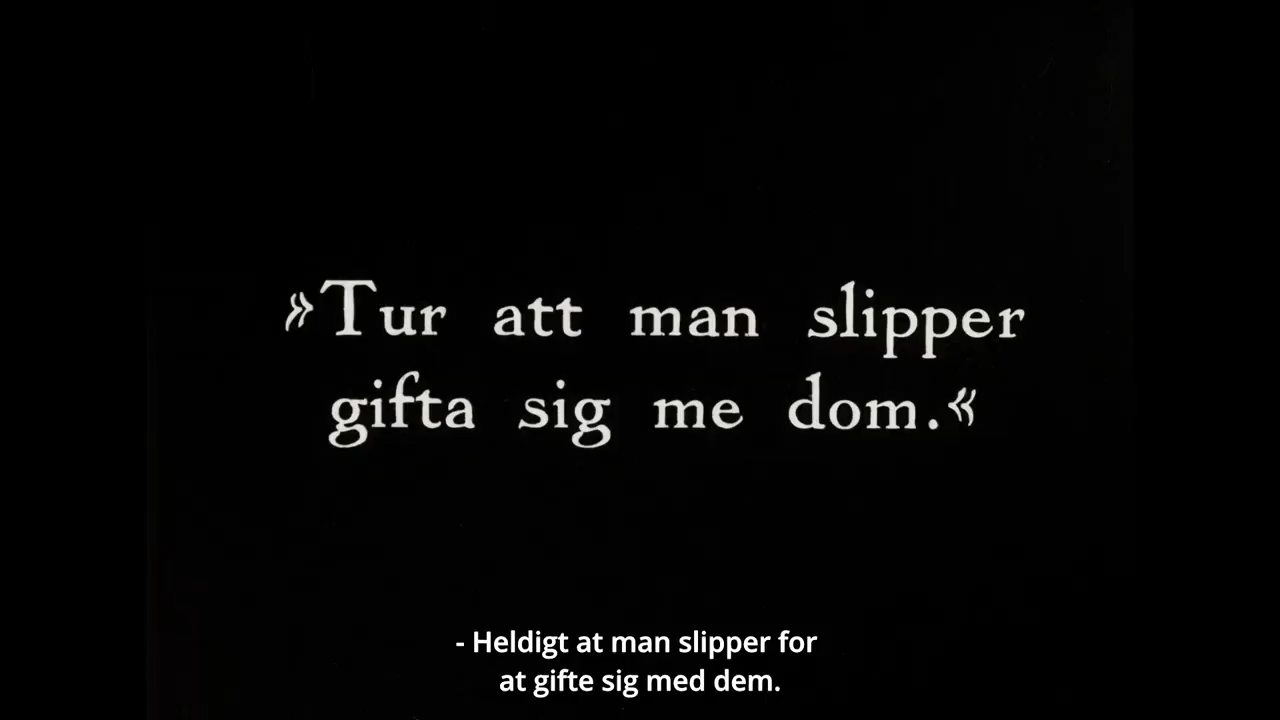 »Tur att man slipper
gifta sig me dom.«
- Heldigt at man slipper for
at gifte sig med dem.